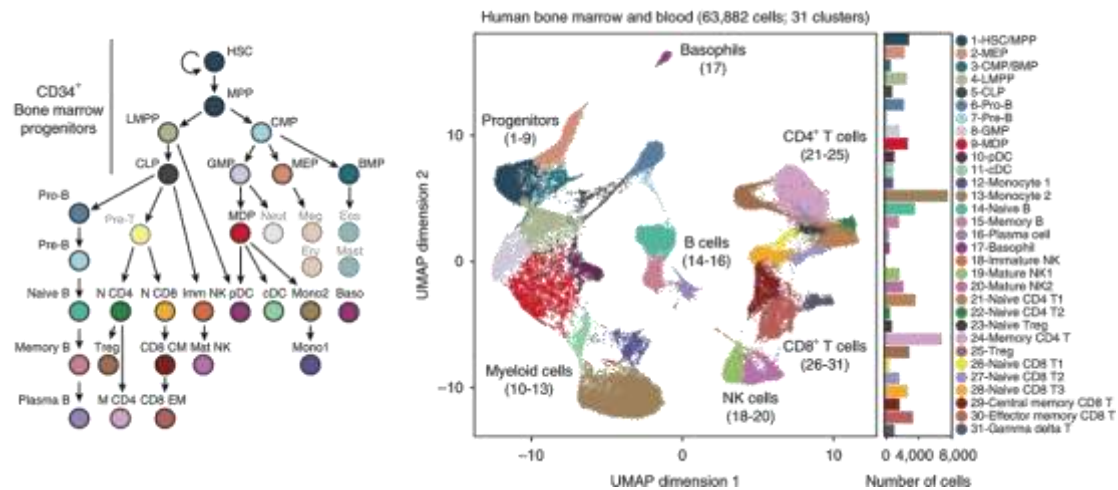 HSC
MPP
CD34+
Bone marrow
progenitors
LMPP
CMP
CLP
GMP
MEP
BMP
Pro-B
Pre-T
MDP
Neut
Meg
Eos
Pre-B
Ery
Mast
Naive B
N CD4
N CD8
Imm NK
pDC
cDC
Mono2
Baso
Memory B
Treg
CD8 CM
Mat NK
Mono1
Plasma B
M CD4
CD8 EM
Human bone marrow and blood (63,882 cells; 31 clusters)
UMAP dimension 2
10
0
−10
Basophils
(17)
Progenitors
(1-9)
CD4+ T cells
(21-25)
B cells
(14-16)
Myeloid cells
(10-13)
CD8+ T cells
(26-31)
NK cells
(18-20)
−10
0
10
UMAP dimension 1
1-HSC/MPP
2-MEP
3-CMP/BMP
4-LMPP
5-CLP
6-Pro-B
7-Pre-B
8-GMP
9-MDP
10-pDC
11-cDC
12-Monocyte 1
13-Monocyte 2
14-Naive B
15-Memory B
16-Plasma cell
17-Basophil
18-Immature NK
19-Mature NK1
20-Mature NK2
21-Naive CD4 T1
22-Naive CD4 T2
23-Naive Treg
24-Memory CD4 T
25-Treg
26-Naive CD8 T1
27-Naive CD8 T2
28-Naive CD8 T3
29-Central memory CD8 T
30-Effector memory CD8 T
31-Gamma delta T
0 4,000 8,000
Number of cells